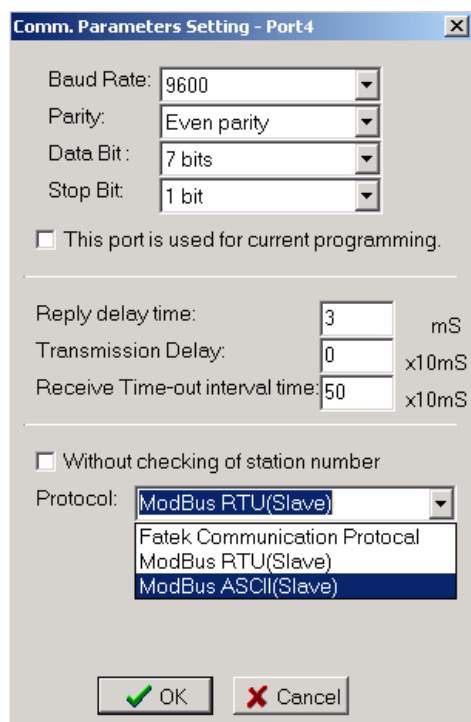 Comm. Parameters Setting - Port4
Baud Rate: 9600
Parity: Even parity
Data Bit : 7 bits
Stop Bit: 1 bit
This port is used for current programming.
Reply delay time: 3 mS
Transmission Delay: 0 x10mS
Receive Time-out interval time: 50 x10mS
Without checking of station number
Protocol: ModBus RTU(Slave)
Fatek Communication Protocal
ModBus RTU(Slave)
ModBus ASCII(Slave)
OK Cancel